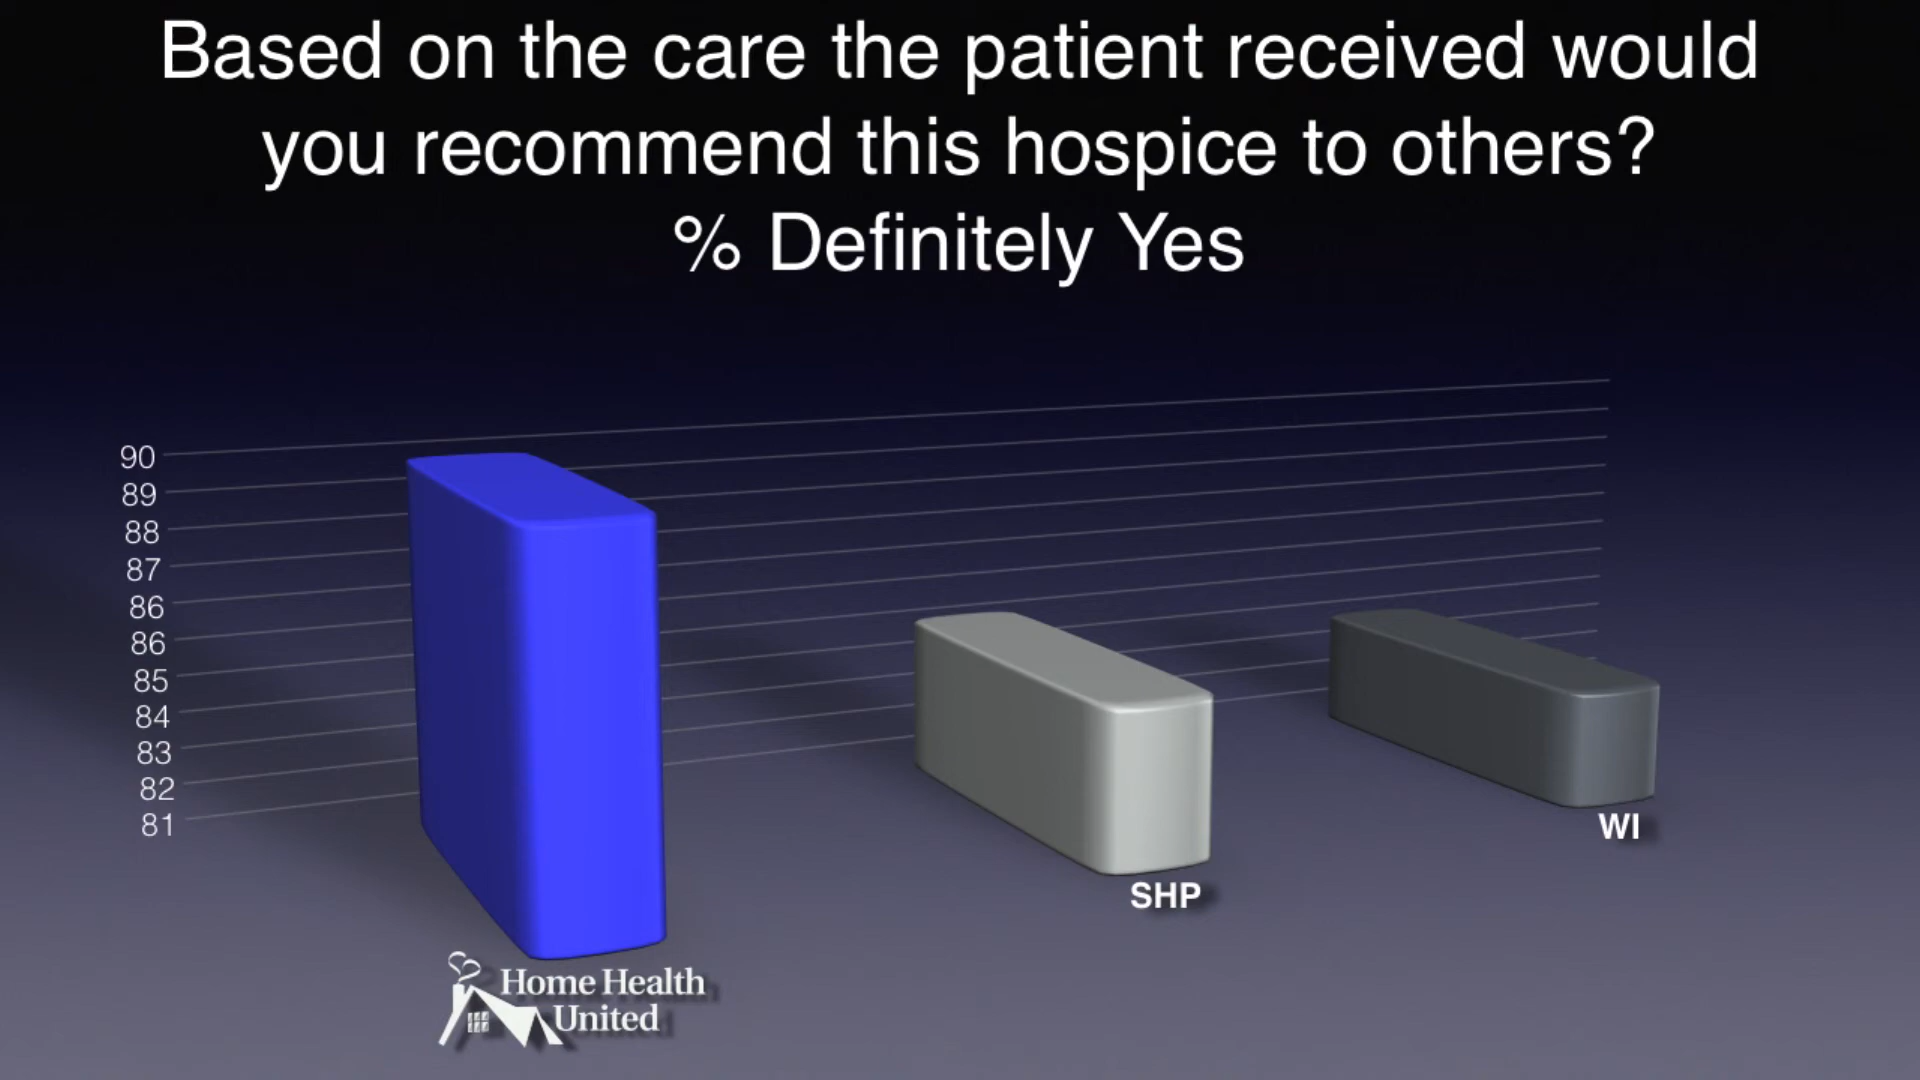 Based on the care the patient received would
you recommend this hospice to others?
% Definitely Yes
90
89
88
87
86
86
85
84
83
82
81
WI
SHP
Home Health
United